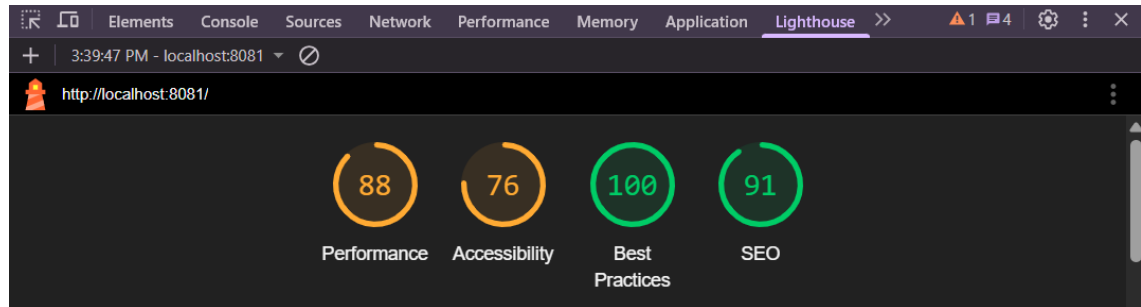 Elements Console Sources Network Performance Memory Application Lighthouse >> 1 4
3:39:47 PM - localhost:8081
http://localhost:8081/
88 76 100 91
Performance Accessibility Best Practices SEO